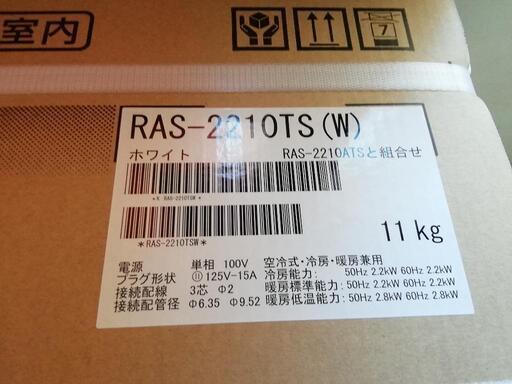 室内
7
RAS-2210TS(W)
ホワイト RAS-2210ATSと組合せ
*RAS-2210TSW*
11kg
電源 単相 100V 空冷式・冷房・暖房兼用
プラグ形状 125V-15A 冷房能力: 50Hz 2.2kW 60Hz 2.2kW
接続配線 3芯 Φ2 暖房標準能力: 50Hz 2.2kW 60Hz 2.2kW
接続配管径 Φ6.35 Φ9.52 暖房低温能力: 50Hz 2.8kW 60Hz 2.8kW